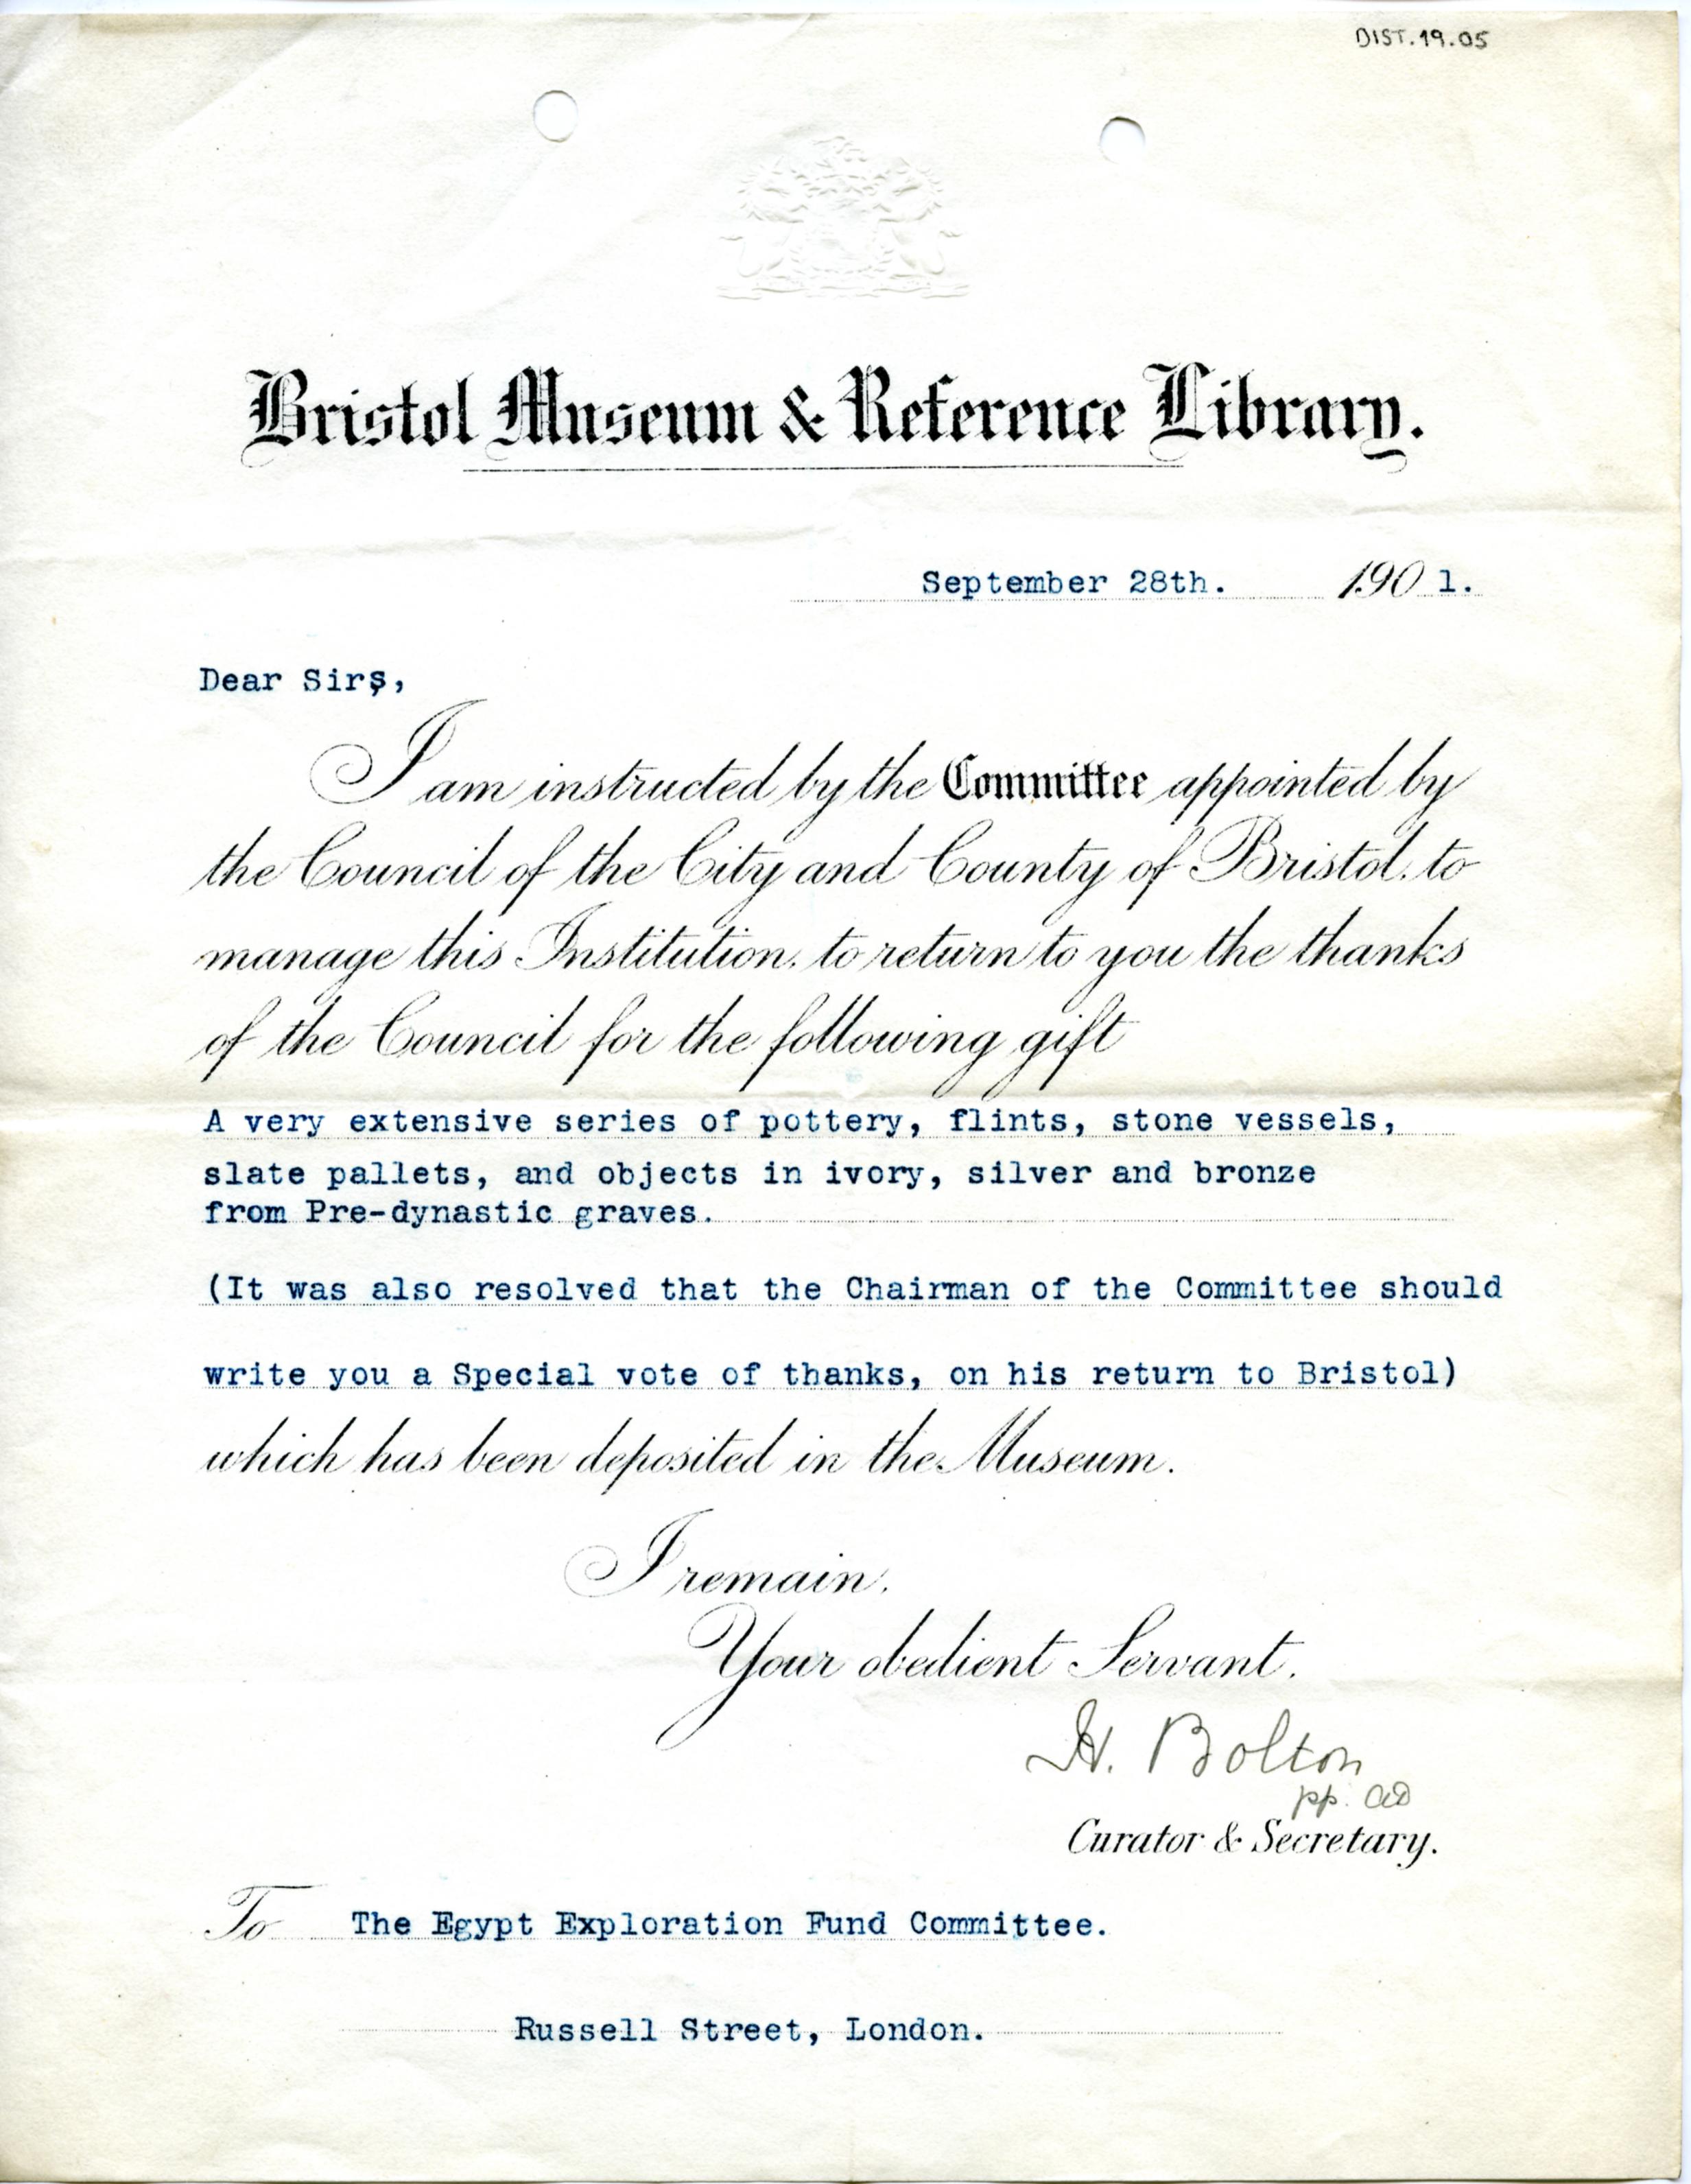 DIST.19.05
Bristol Museum & Reference Library.
September 28th. 1901.
Dear Sirs,
I am instructed by the Committee appointed by
the Council of the City and County of Bristol, to
manage this Institution, to return to you the thanks
of the Council for the following gift
A very extensive series of pottery, flints, stone vessels,
slate pallets, and objects in ivory, silver and bronze
from Pre-dynastic graves.
(It was also resolved that the Chairman of the Committee should
write you a Special vote of thanks, on his return to Bristol)
which has been deposited in the Museum.
I remain,
Your obedient Servant,
H. Bolton
pp.
Curator & Secretary.
To The Egypt Exploration Fund Committee.
Russell Street, London.